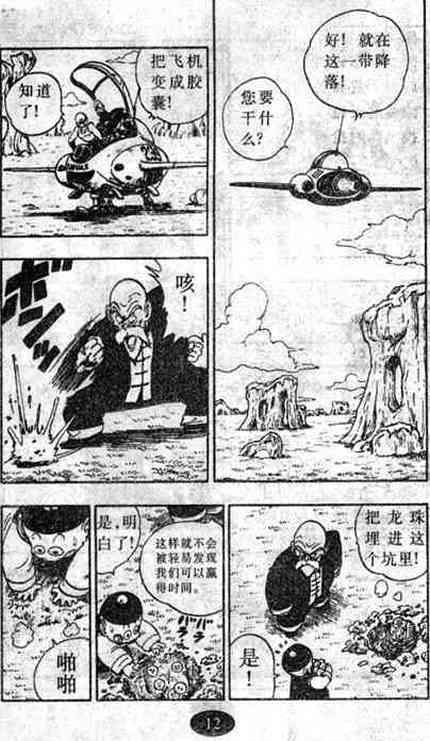 好！就在
这一带降
落！
您要
干什
么？
把飞机
变成胶
囊！
知道
了！
ボンッ
咳！
把龙珠
埋进这
个坑里！
是！
这样就不会
被轻易发现
我们可以赢
得时间。
是，明
白了！
啪
啪
12